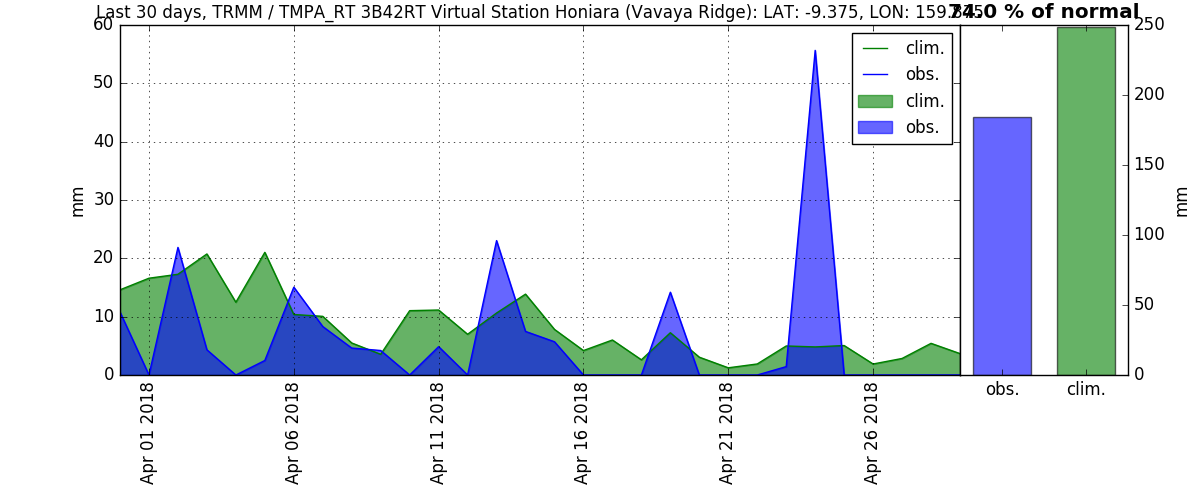 Last 30 days, TRMM / TMPA_RT 3B42RT Virtual Station Honiara (Vavaya Ridge): LAT: -9.375, LON:
74.0 % of normal
60
50
40
30
20
10
0
mm
clim.
obs.
clim.
obs.
250
200
150
100
50
0
mm
obs.
clim.
Apr 01 2018
Apr 06 2018
Apr 11 2018
Apr 16 2018
Apr 21 2018
Apr 26 2018